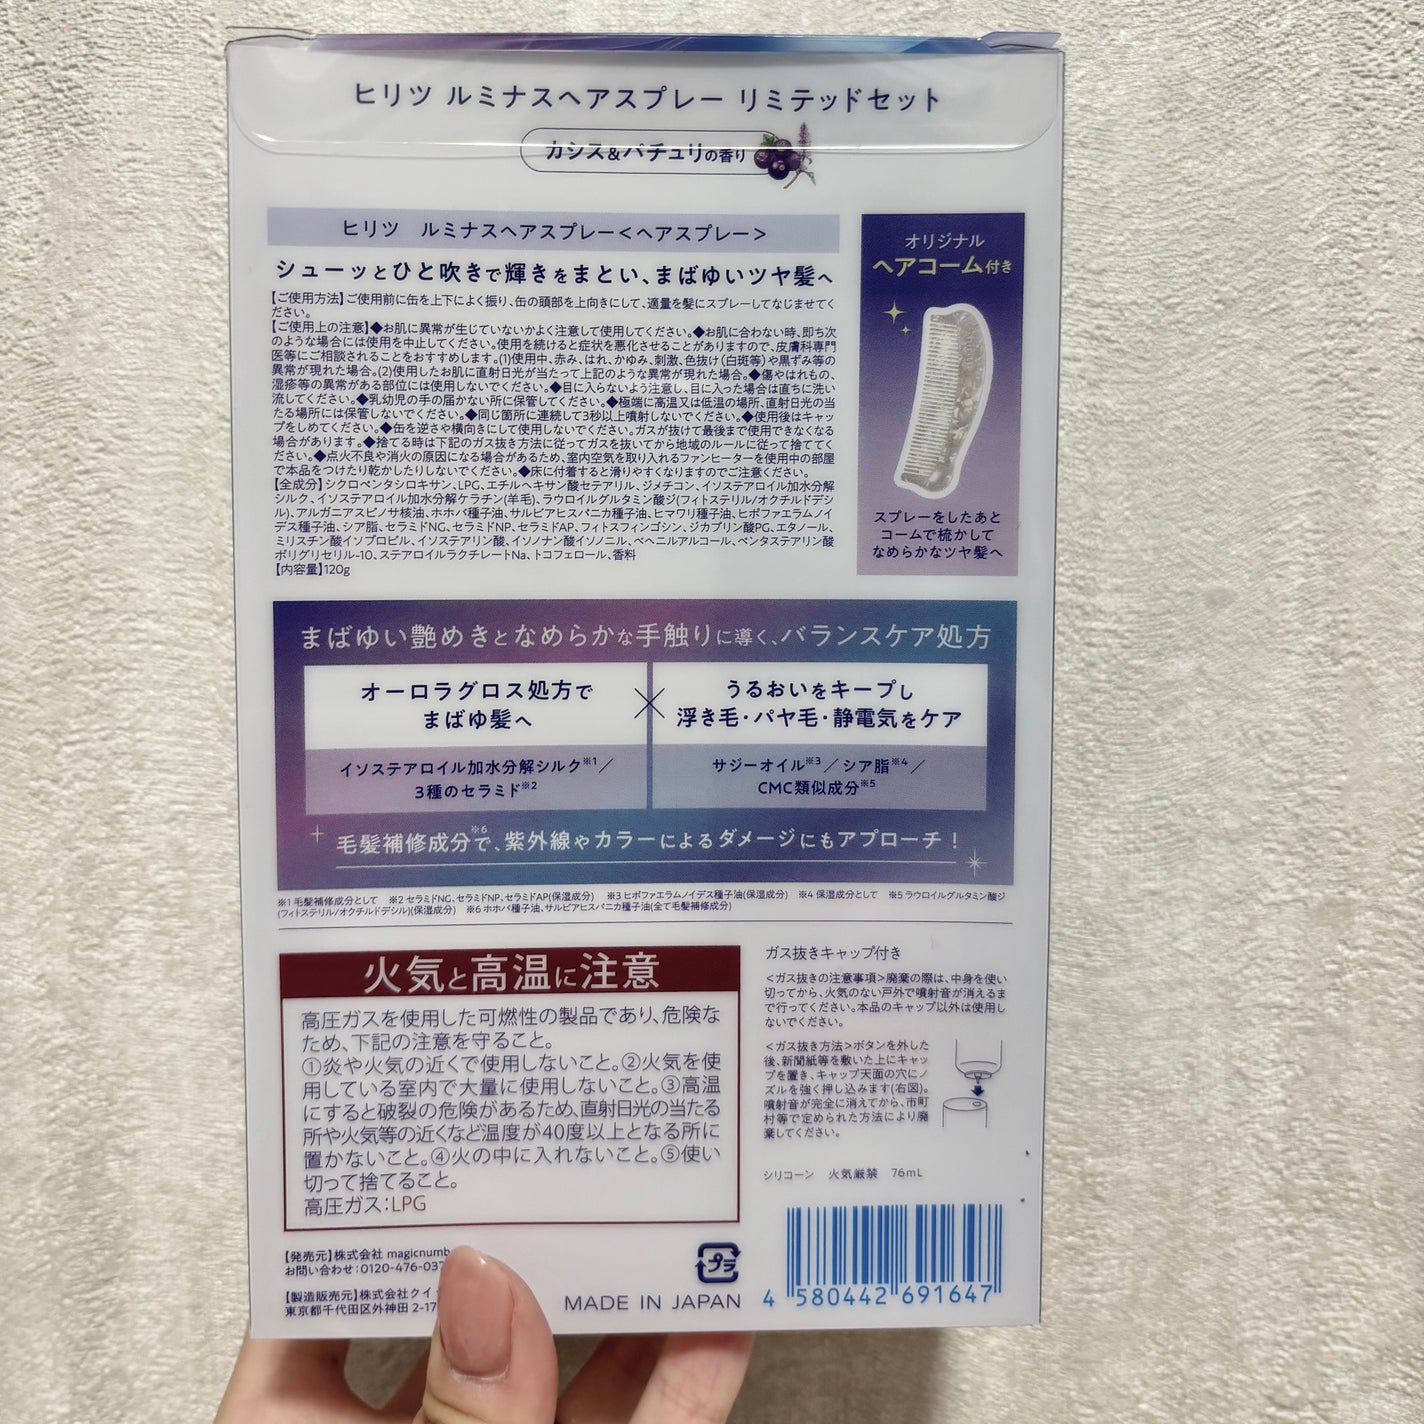 ヒリツ ルミナスヘアスプレー リミテッドセット
カシス&パチュリの香り
ヒリツ ルミナスヘアスプレー<ヘアスプレー>
シューッとひと吹きで輝きをまとい、まばゆいツヤ髪へ
【ご使用方法】ご使用前に缶を上下によく振り、缶の頭部を上向きにして、適量を髪にスプレーしてなじませてく
ださい。
【ご使用上の注意】◆お肌に異常が生じていないかよく注意して使用してください。◆お肌に合わない時、即ち次
のような場合には使用を中止してください。使用を続けると症状を悪化させることがありますので、皮膚科専門
医等にご相談されることをおすすめします。(1)使用中、赤み、はれ、かゆみ、刺激、色抜け(白斑等)や黒ずみ等の
異常が現れた場合。(2)使用したお肌に直射日光が当たって上記のような異常が現れた場合。◆傷やはれもの、
湿疹等の異常がある部位には使用しないでください。◆目に入らないよう注意し、目に入った場合は直ちに洗い
流してください。◆乳幼児の手の届かない所に保管してください。◆極端に高温又は低温の場所、直射日光の当
たる場所には保管しないでください。◆同じ箇所に連続して3秒以上噴射しないでください。◆使用後はキャッ
プをしめてください。◆缶を逆さや横向きにして使用しないでください。ガスが抜けて最後まで使用できなくなる
場合があります。◆捨てる時は下記のガス抜き方法に従ってガスを抜いてから地域のルールに従って捨ててく
ださい。◆点火不良や消火の原因になる場合があるため、室内空気を取り入れるファンヒーターを使用中の部屋
で本品をつけたり乾かしたりしないでください。◆床に付着すると滑りやすくなりますのでご注意ください。
【全成分】シクロペンタシロキサン、LPG、エチルヘキサン酸セテアリル、ジメチコン、イソステアロイル加水分解
シルク、イソステアロイル加水分解ケラチン(羊毛)、ラウロイルグルタミン酸ジ(フィトステリル/オクチルドデシ
ル)、アルガニアスピノサ核油、ホホバ種子油、サルビアヒスパニカ種子油、ヒマワリ種子油、ヒポファエラムノイ
デス種子油、シア脂、セラミドNG、セラミドNP、セラミドAP、フィトスフィンゴシン、ジカプリン酸PG、エタノール、
ミリスチン酸イソプロピル、イソステアリン酸、イソノナン酸イソノニル、ベヘニルアルコール、ペンタステアリン酸
ポリグリセリル-10、ステアロイルラクチレートNa、トコフェロール、香料
【内容量】120g
オリジナル
ヘアコーム付き
スプレーをしたあと
コームで梳かして
なめらかなツヤ髪へ
まばゆい艶めきとなめらかな手触りに導く、バランスケア処方
オーロラグロス処方で
まばゆ髪へ
イソステアロイル加水分解シルク※1/
3種のセラミド※2
×
うるおいをキープし
浮き毛・パヤ毛・静電気をケア
サジーオイル※3/シア脂※4/
CMC類似成分※5
毛髪補修成分※6で、紫外線やカラーによるダメージにもアプローチ!
※1 毛髪補修成分として ※2 セラミドNG、セラミドNP、セラミドAP(保湿成分) ※3 ヒポファエラムノイデス種子油(保湿成分) ※4 保湿成分として ※5 ラウロイルグルタミン酸ジ
(フィトステリル/オクチルドデシル)(保湿成分) ※6 ホホバ種子油、サルビアヒスパニカ種子油(全て毛髪補修成分)
火気と高温に注意
高圧ガスを使用した可燃性の製品であり、危険な
ため、下記の注意を守ること。
①炎や火気の近くで使用しないこと。②火気を使
用している室内で大量に使用しないこと。③高温
にすると破裂の危険があるため、直射日光の当たる
所や火気等の近くなど温度が40度以上となる所に
置かないこと。④火の中に入れないこと。⑤使い
切って捨てること。
高圧ガス:LPG
ガス抜きキャップ付き
<ガス抜きの注意事項>廃棄の際は、中身を使い
切ってから、火気のない戸外で噴射音が消えるま
で行ってください。本品のキャップ以外は使用し
ないでください。
<ガス抜き方法>ボタンを外した
後、新聞紙等を敷いた上にキャッ
プを置き、キャップ天面の穴にノ
ズルを強く押し込みます(右図)。
噴射音が完全に消えてから、市町
村等で定められた方法により廃
棄してください。
シリコーン 火気厳禁 76mL
【発売元】株式会社 magicnumb
お問い合わせ:0120-476-037
【製造販売元】株式会社クイ
東京都千代田区外神田 2-17
プラ
MADE IN JAPAN
4 580442 691647